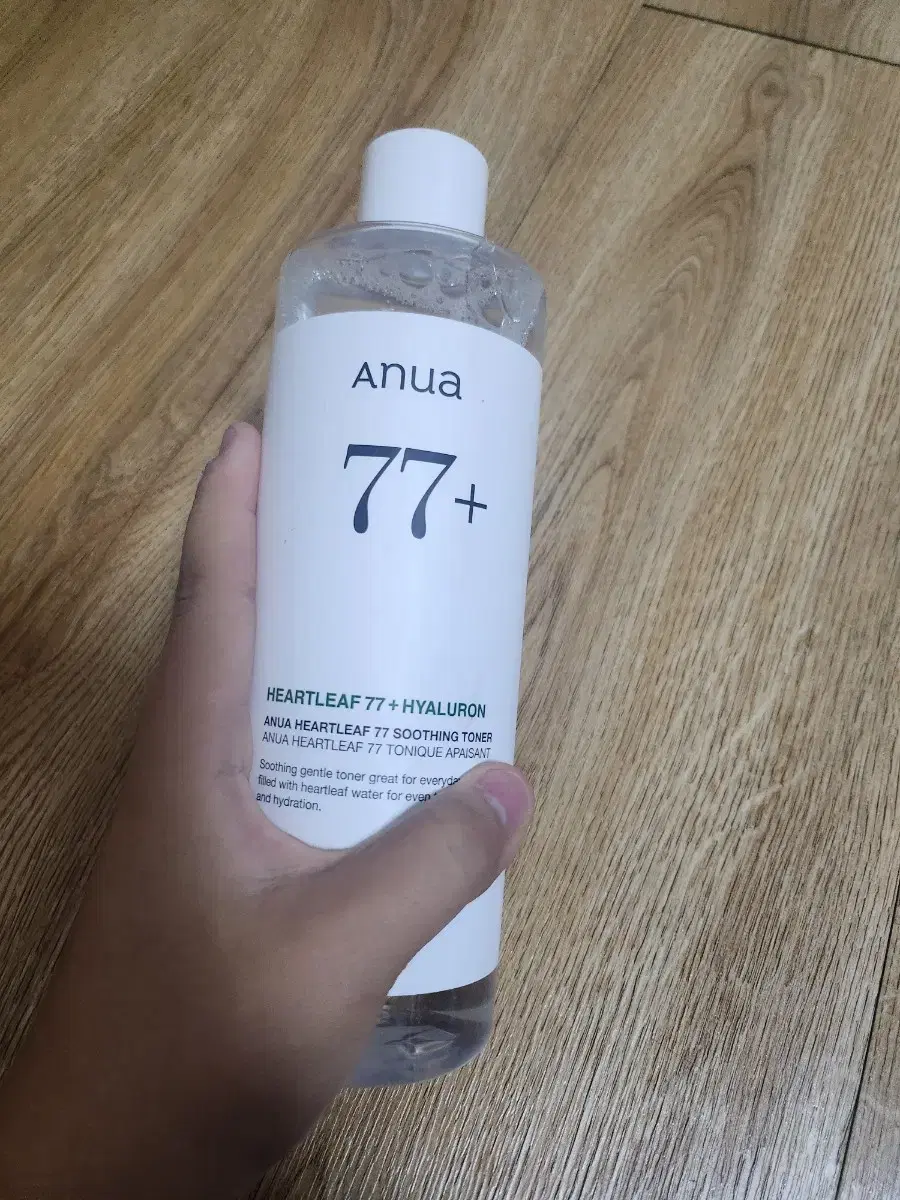 Anua
77+
HEARTLEAF 77 + HYALURON
ANUA HEARTLEAF 77 SOOTHING TONER
ANUA HEARTLEAF 77 TONIQUE APAISANT
Soothing gentle toner great for everyday
filled with heartleaf water for even
and hydration.